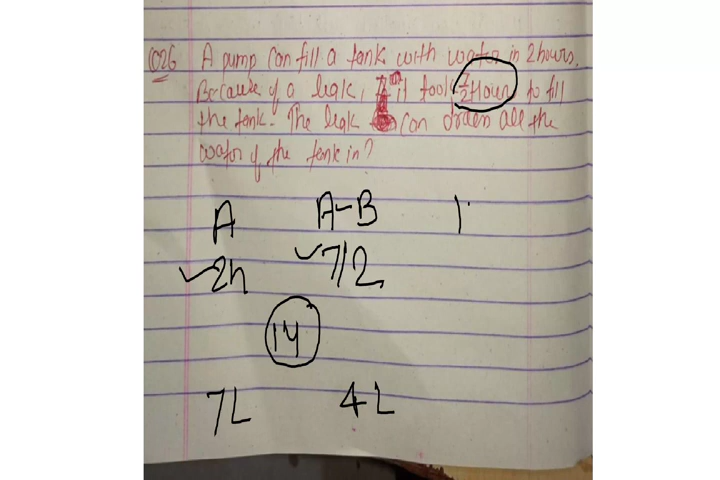 Q26 A pump can fill a tank with water in 2 hours.
Because of a leak, it took 7/2 Hours to fill
the tank. The leak can drain all the
water of the tank in?
A A-B 1
2h 7/2
14
7L 4L